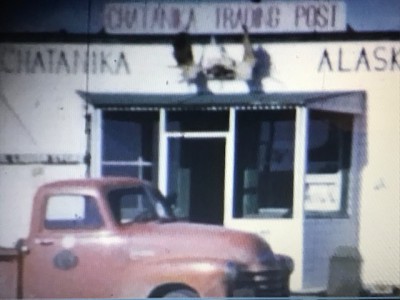 CHATANIKA TRADING POST
CHATANIKA ALASK